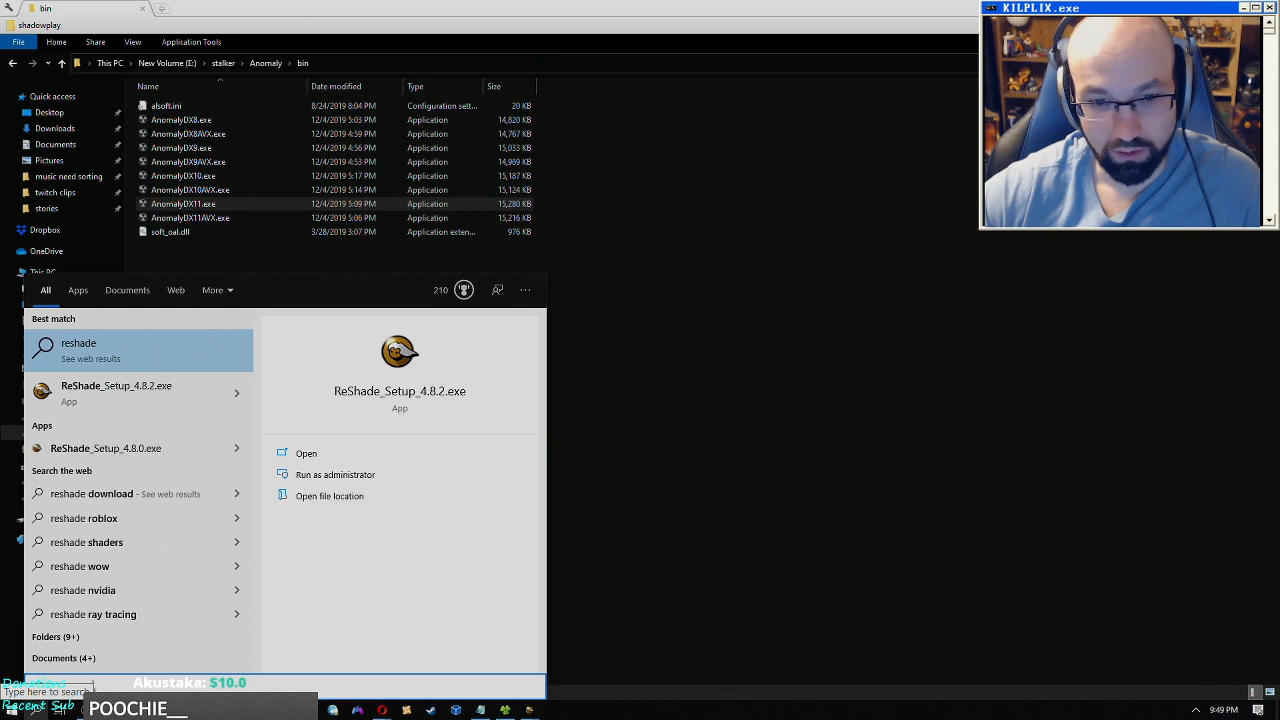 bin
KILPLIX.exe
shadowplay
File Home Share View Application Tools
This PC New Volume (E:) stalker Anomaly bin
Name Date modified Type Size
Quick access
Desktop
Downloads
Documents
Pictures
music need sorting
twitch clips
stories
Dropbox
OneDrive
This PC
alsoft.ini 8/24/2019 8:04 PM Configuration sett... 20 KB
AnomalyDX8.exe 12/4/2019 5:03 PM Application 14,820 KB
AnomalyDX8AVX.exe 12/4/2019 4:59 PM Application 14,767 KB
AnomalyDX9.exe 12/4/2019 4:56 PM Application 15,033 KB
AnomalyDX9AVX.exe 12/4/2019 4:53 PM Application 14,969 KB
AnomalyDX10.exe 12/4/2019 5:17 PM Application 15,187 KB
AnomalyDX10AVX.exe 12/4/2019 5:14 PM Application 15,124 KB
AnomalyDX11.exe 12/4/2019 5:09 PM Application 15,280 KB
AnomalyDX11AVX.exe 12/4/2019 5:06 PM Application 15,216 KB
soft_oal.dll 3/28/2019 3:07 PM Application exten... 976 KB
All Apps Documents Web More 210 ...
Best match
reshade
See web results
ReShade_Setup_4.8.2.exe
App
Apps
ReShade_Setup_4.8.0.exe
Search the web
reshade download - See web results
reshade roblox
reshade shaders
reshade wow
reshade nvidia
reshade ray tracing
Folders (9+)
Documents (4+)
ReShade_Setup_4.8.2.exe
App
Open
Run as administrator
Open file location
Donations
Akustaka: $10.0
Type here to search
Recent Sub
POOCHIE__
9:49 PM